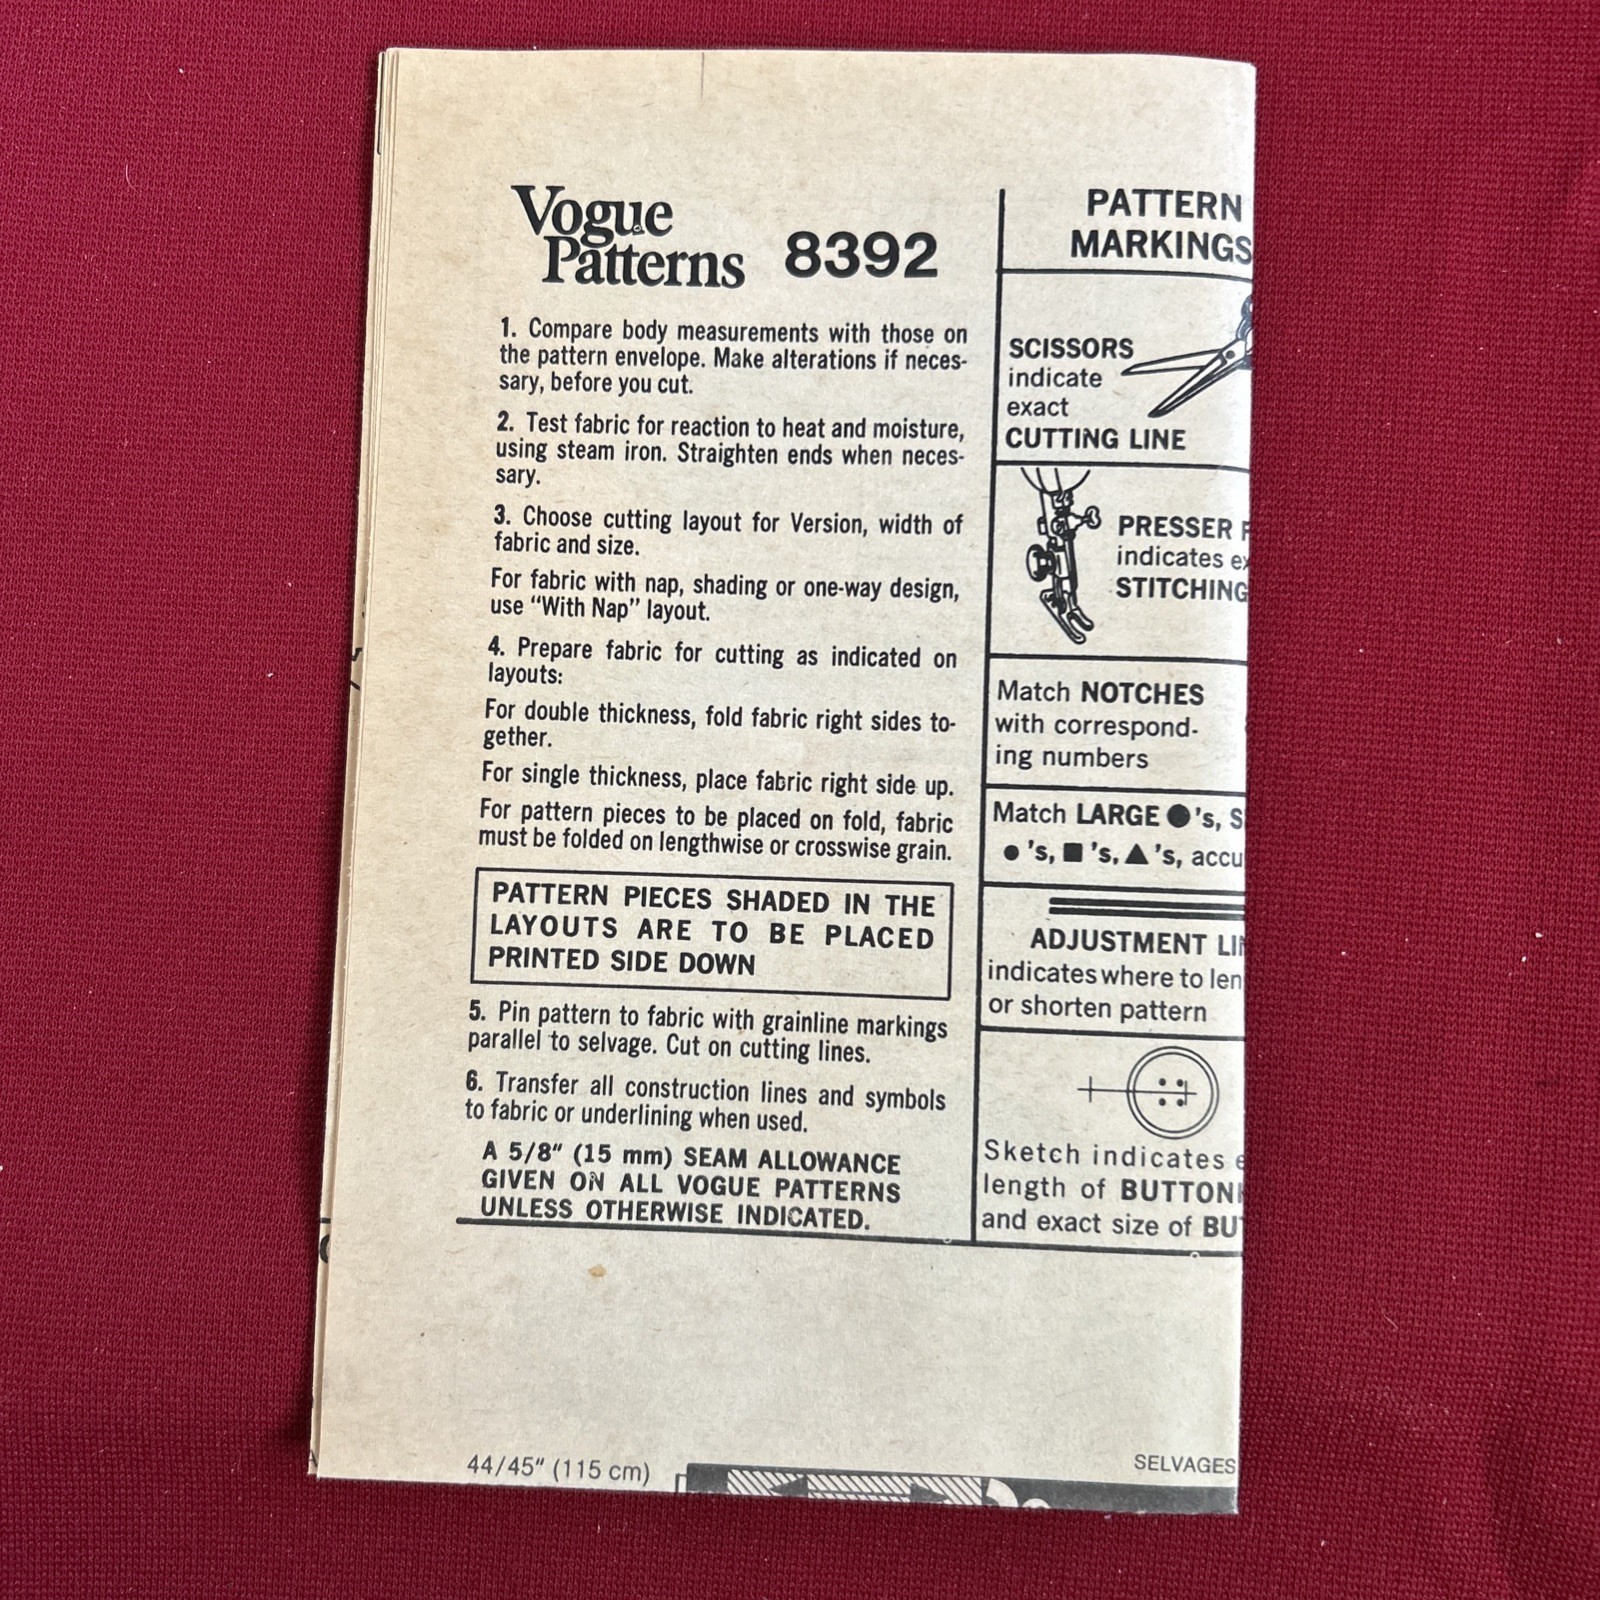 Vogue
Patterns 8392
1. Compare body measurements with those on
the pattern envelope. Make alterations if neces-
sary, before you cut.
2. Test fabric for reaction to heat and moisture,
using steam iron. Straighten ends when neces-
sary.
3. Choose cutting layout for Version, width of
fabric and size.
For fabric with nap, shading or one-way design,
use "With Nap" layout.
4. Prepare fabric for cutting as indicated on
layouts:
For double thickness, fold fabric right sides to-
gether.
For single thickness, place fabric right side up.
For pattern pieces to be placed on fold, fabric
must be folded on lengthwise or crosswise grain.
PATTERN PIECES SHADED IN THE
LAYOUTS ARE TO BE PLACED
PRINTED SIDE DOWN
5. Pin pattern to fabric with grainline markings
parallel to selvage. Cut on cutting lines.
6. Transfer all construction lines and symbols
to fabric or underlining when used.
A 5/8" (15 mm) SEAM ALLOWANCE
GIVEN ON ALL VOGUE PATTERNS
UNLESS OTHERWISE INDICATED.
PATTERN
MARKINGS
SCISSORS
indicate
exact
CUTTING LINE
PRESSER
indicates
STITCHING
Match NOTCHES
with correspond-
ing numbers
Match LARGE ●'s,
●'s, ■'s, ▲'s, accu
ADJUSTMENT
indicates where to len
or shorten pattern
Sketch indicates
length of BUTTON
and exact size of BU
44/45" (115 cm)
SELVAGES